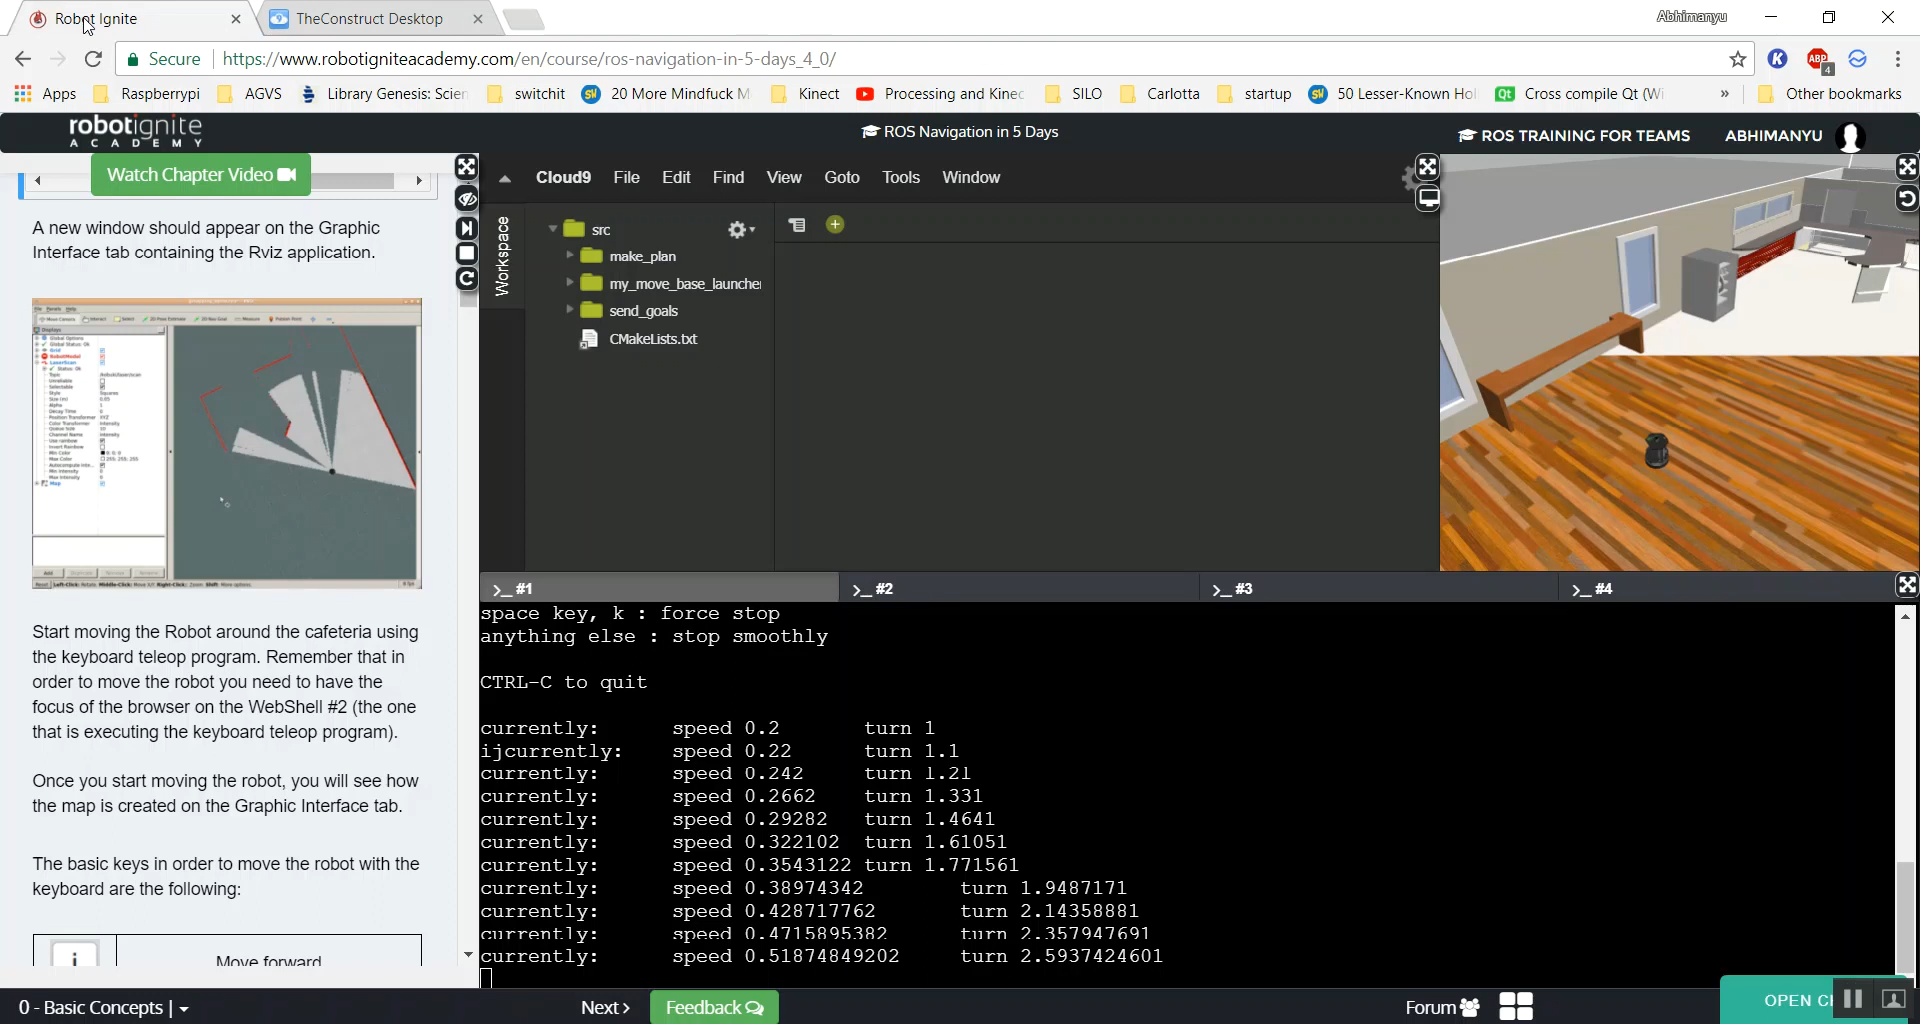 Robot Ignite
TheConstruct Desktop
Abhimanyu
Secure | https://www.robotigniteacademy.com/en/course/ros-navigation-in-5-days_4_0/
ABP
4
Apps
Raspberrypi
AGVS
Library Genesis: Scien
switchit
20 More Mindfuck M
Kinect
Processing and Kinec
SILO
Carlotta
startup
50 Lesser-Known Hol
Cross compile Qt (Wi
»
Other bookmarks
robotignite
ACADEMY
ROS Navigation in 5 Days
ROS TRAINING FOR TEAMS
ABHIMANYU
Watch Chapter Video
A new window should appear on the Graphic
Interface tab containing the Rviz application.
Start moving the Robot around the cafeteria using
the keyboard teleop program. Remember that in
order to move the robot you need to have the
focus of the browser on the WebShell #2 (the one
that is executing the keyboard teleop program).
Once you start moving the robot, you will see how
the map is created on the Graphic Interface tab.
The basic keys in order to move the robot with the
keyboard are the following:
i
Move forward
Cloud9 File Edit Find View Goto Tools Window
Workspace
src
make_plan
my_move_base_launcher
send_goals
CMakeLists.txt
>_ #1
>_ #2
>_ #3
>_ #4
space key, k : force stop
anything else : stop smoothly
CTRL-C to quit
currently: speed 0.2 turn 1
ijcurrently: speed 0.22 turn 1.1
currently: speed 0.242 turn 1.21
currently: speed 0.2662 turn 1.331
currently: speed 0.29282 turn 1.4641
currently: speed 0.322102 turn 1.61051
currently: speed 0.3543122 turn 1.771561
currently: speed 0.38974342 turn 1.9487171
currently: speed 0.428717762 turn 2.14358881
currently: speed 0.4715895382 turn 2.357947691
currently: speed 0.51874849202 turn 2.5937424601
0 - Basic Concepts |
Next>
Feedback
Forum
OPEN C